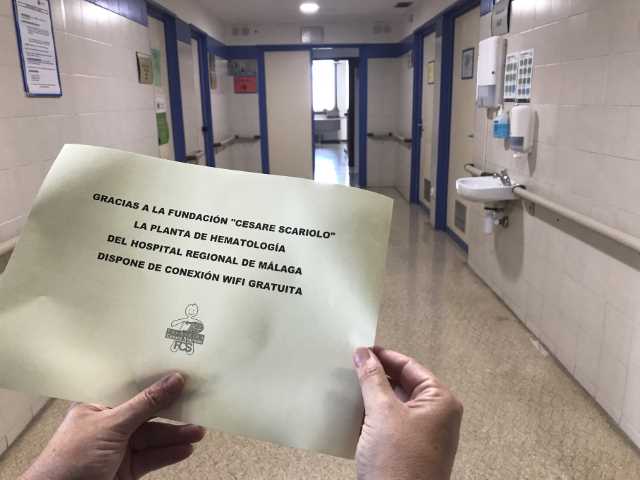 GRACIAS A LA FUNDACIÓN "CESARE SCARIOLO"
LA PLANTA DE HEMATOLOGÍA
DEL HOSPITAL REGIONAL DE MÁLAGA
DISPONE DE CONEXIÓN WIFI GRATUITA
FCS